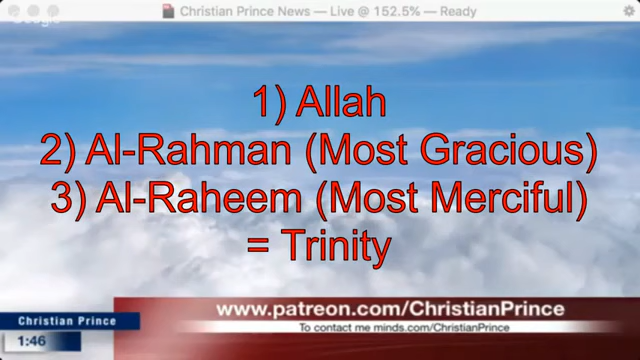 Christian Prince News — Live @ 152.5% — Ready
Google
1) Allah
2) Al-Rahman (Most Gracious)
3) Al-Raheem (Most Merciful)
= Trinity
www.patreon.com/ChristianPrince
To contact me minds.com/ChristianPrince
Christian Prince
1:46